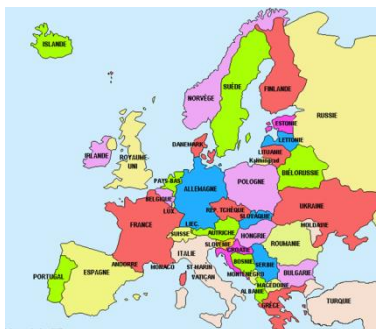 ISLANDE
SUÈDE
FINLANDE
NORVÈGE
RUSSIE
ESTONIE
LETTONIE
DANEMARK
LITUANIE
Kaliningrad
IRLANDE
ROYAUME-
UNI
PAYS-BAS
BIÉLORUSSIE
POLOGNE
ALLEMAGNE
BELGIQUE
LUX
RÉP. TCHÈQUE
UKRAINE
SLOVAQUIE
FRANCE
LIEC.
AUTRICHE
MOLDAVIE
SUISSE
HONGRIE
SLOVÉNIE
ROUMANIE
CROATIE
ITALIE
BOSNIE
SERBIE
ANDORRE
MONACO
ST-MARIN
VATICAN
MONTÉNÉGRO
BULGARIE
PORTUGAL
ESPAGNE
MACÉDOINE
ALBANIE
GRÈCE
TURQUIE